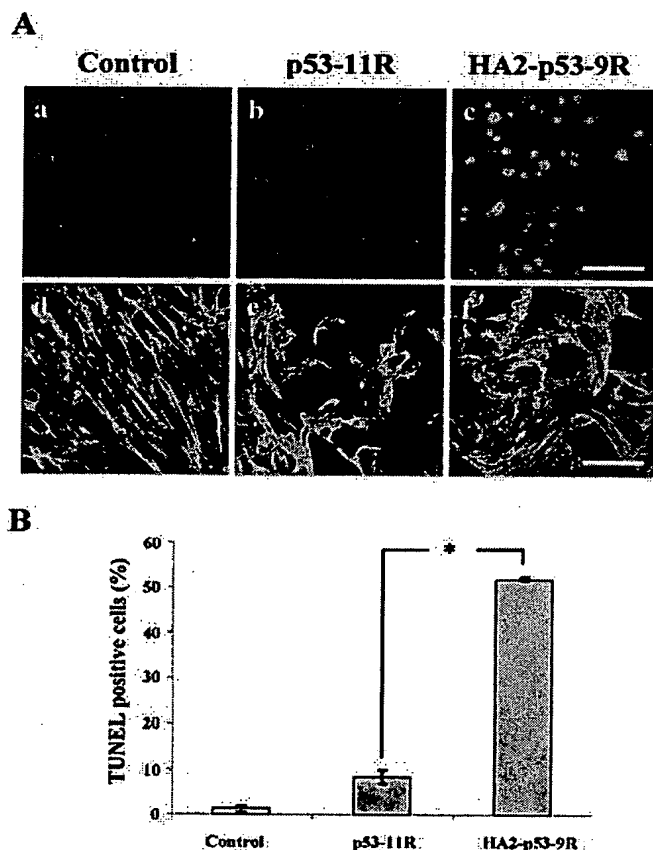 A
Control p53-11R HA2-p53-9R
a b c
d e f
B
TUNEL positive cells (%)
60
50
40
30
20
10
0
*
Control p53-11R HA2-p53-9R